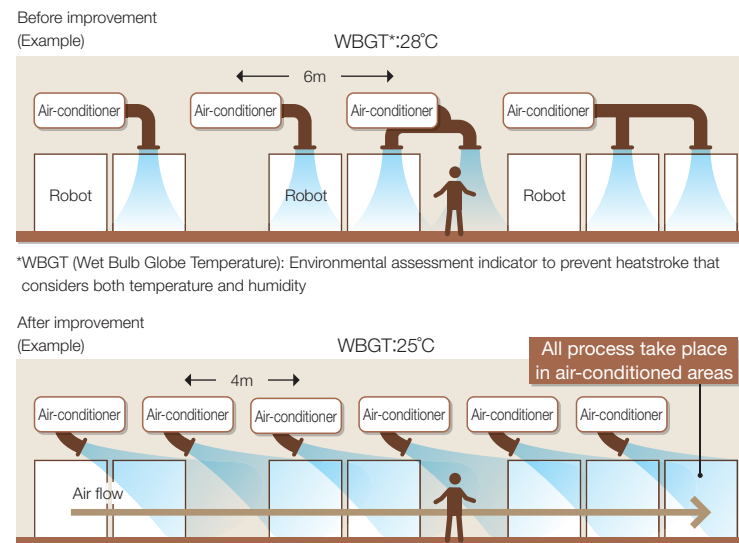 Before improvement
(Example)
WBGT*:28℃
6m
Air-conditioner
Air-conditioner
Air-conditioner
Air-conditioner
Robot
Robot
Robot
*WBGT (Wet Bulb Globe Temperature): Environmental assessment indicator to prevent heatstroke that
considers both temperature and humidity
After improvement
(Example)
WBGT:25℃
All process take place
in air-conditioned areas
4m
Air-conditioner
Air-conditioner
Air-conditioner
Air-conditioner
Air-conditioner
Air-conditioner
Air flow